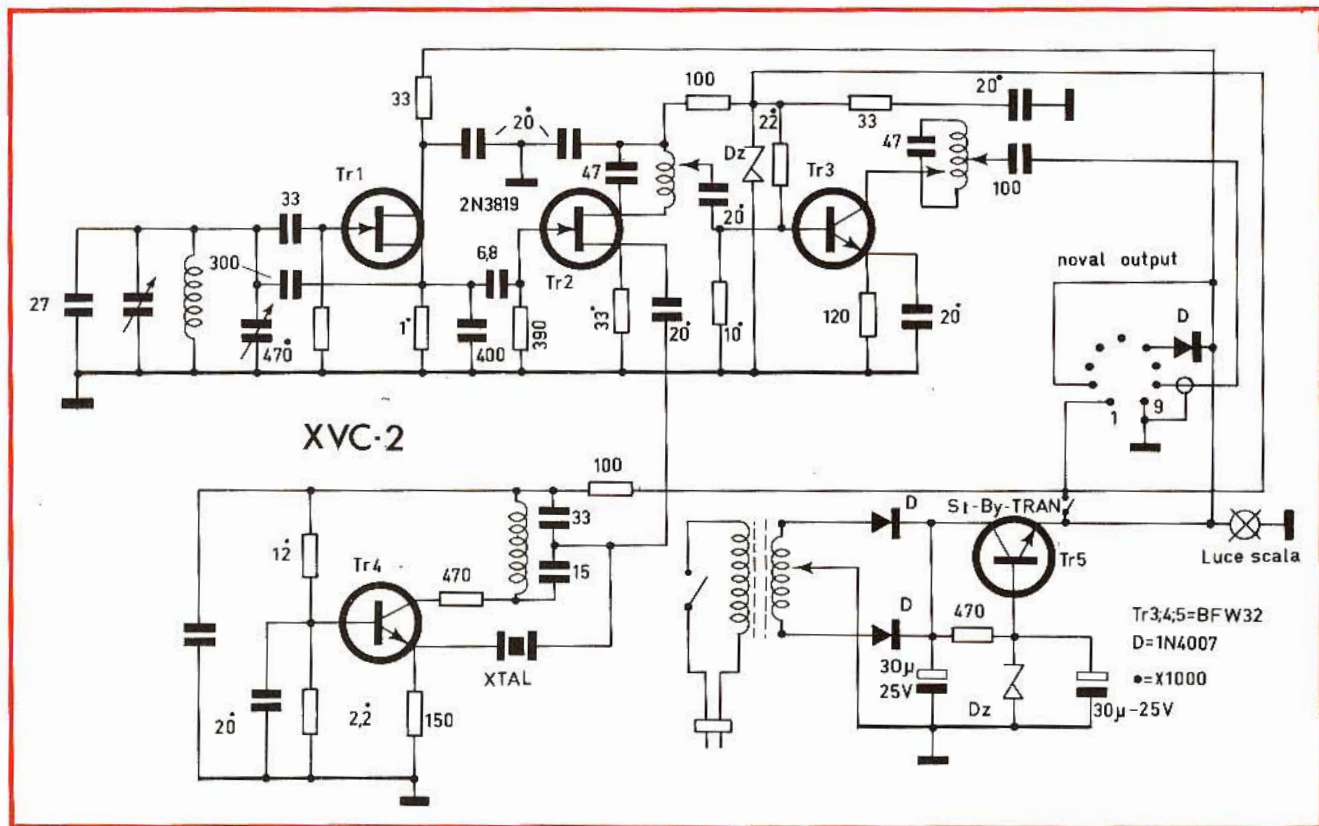 33
100
20•
22•
33
20•
20•
Dz
47
47
100
Tr1
Tr3
2N3819
33
20•
6,8
Tr2
300
noval output
D
27
470•
1•
400
390
33•
20•
10•
120
20•
1
9
XVC-2
100
St-By-TRAN
D
33
Tr5
Luce scala
12•
Tr4
470
15
D
470
Tr3;4;5=BFW32
D=1N4007
XTAL
30μ
25V
•=X1000
20•
2,2•
150
Dz
30μ-25V